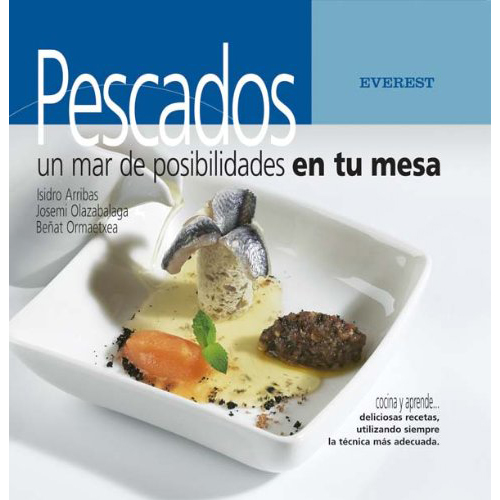 EVEREST
Pescados
un mar de posibilidades en tu mesa
Isidro Arribas
Josemi Olazabalaga
Beñat Ormaetxea
cocina y aprende...
deliciosas recetas,
utilizando siempre
la técnica más adecuada.